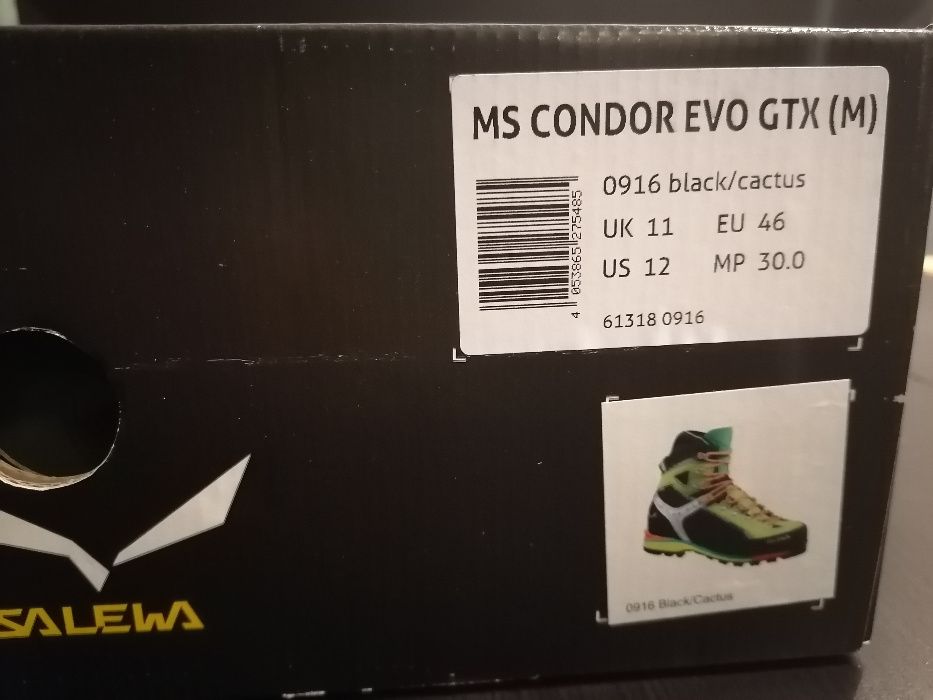 MS CONDOR EVO GTX (M)
0916 black/cactus
UK 11 EU 46
US 12 MP 30.0
61318 0916
4 053865 275485
0916 Black/Cactus
SALEWA